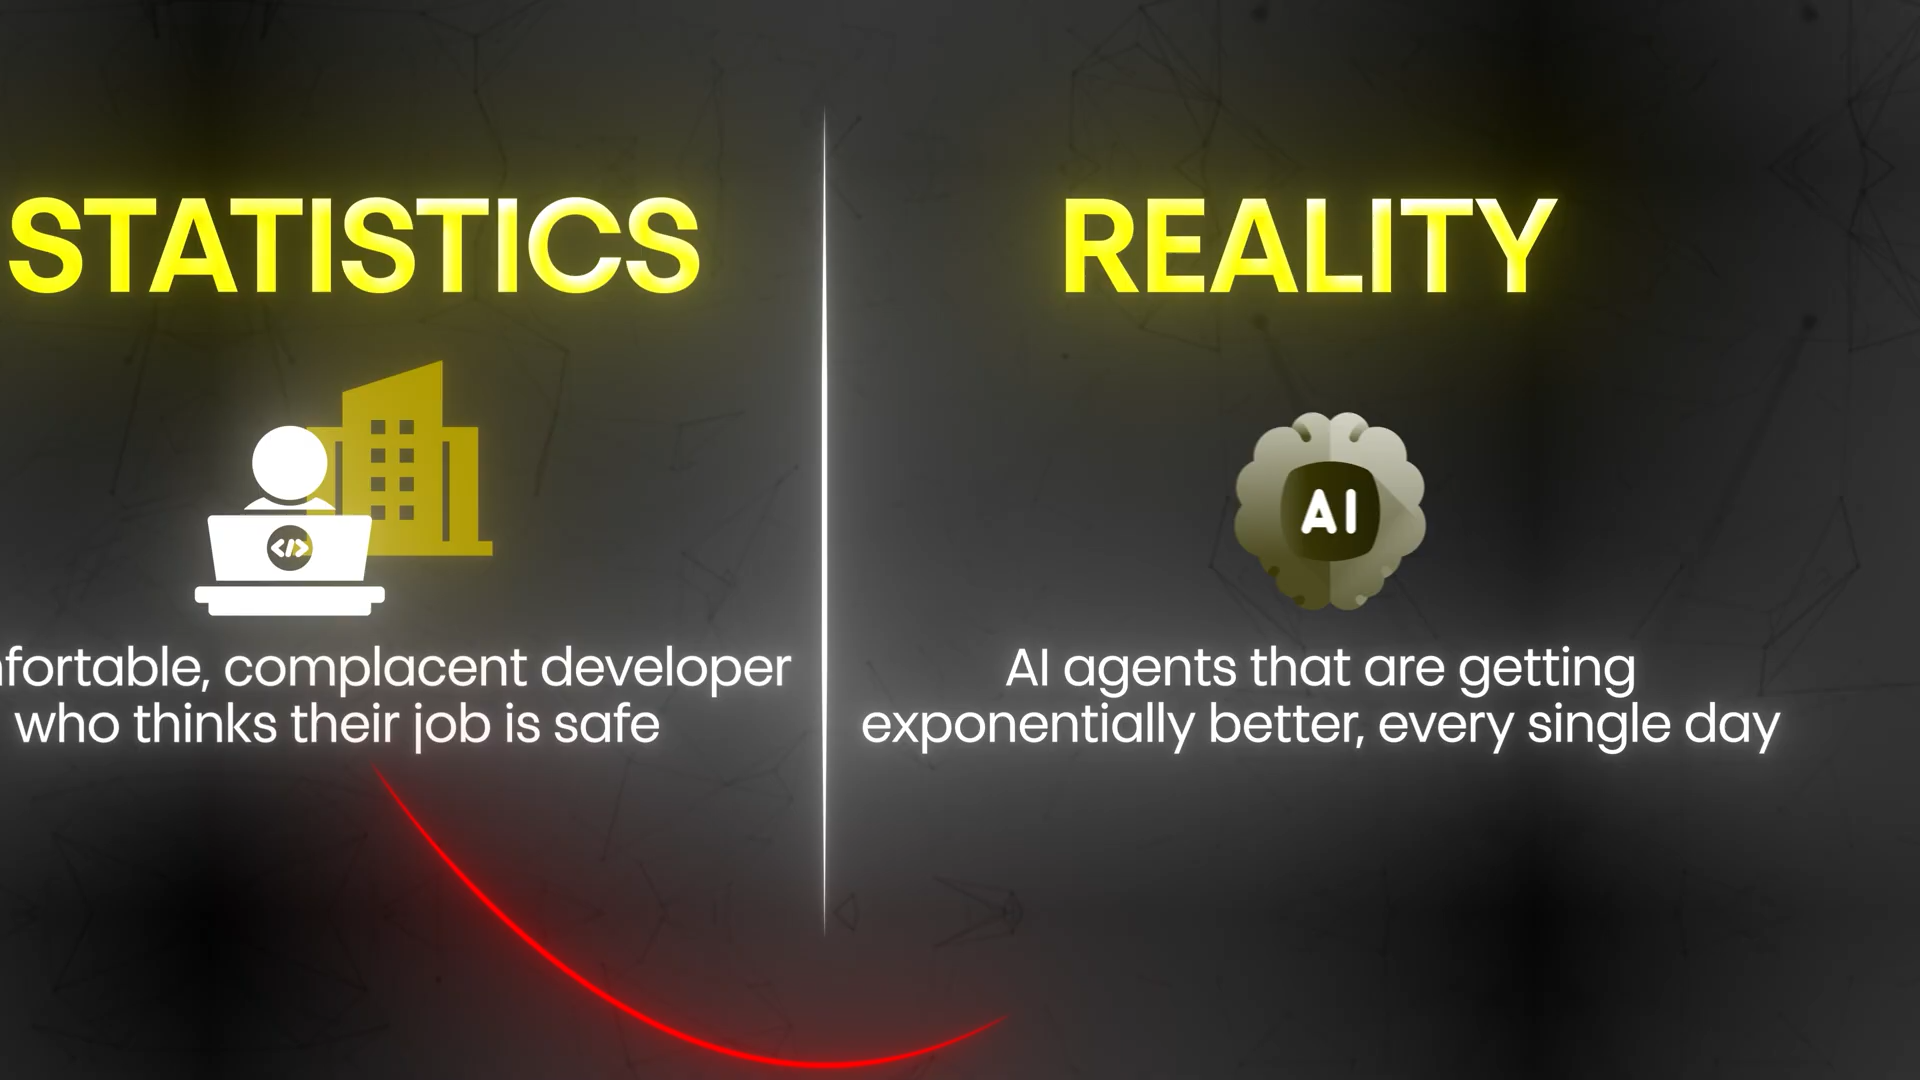 STATISTICS
nfortable, complacent developer
who thinks their job is safe
REALITY
AI
AI agents that are getting
exponentially better, every single day